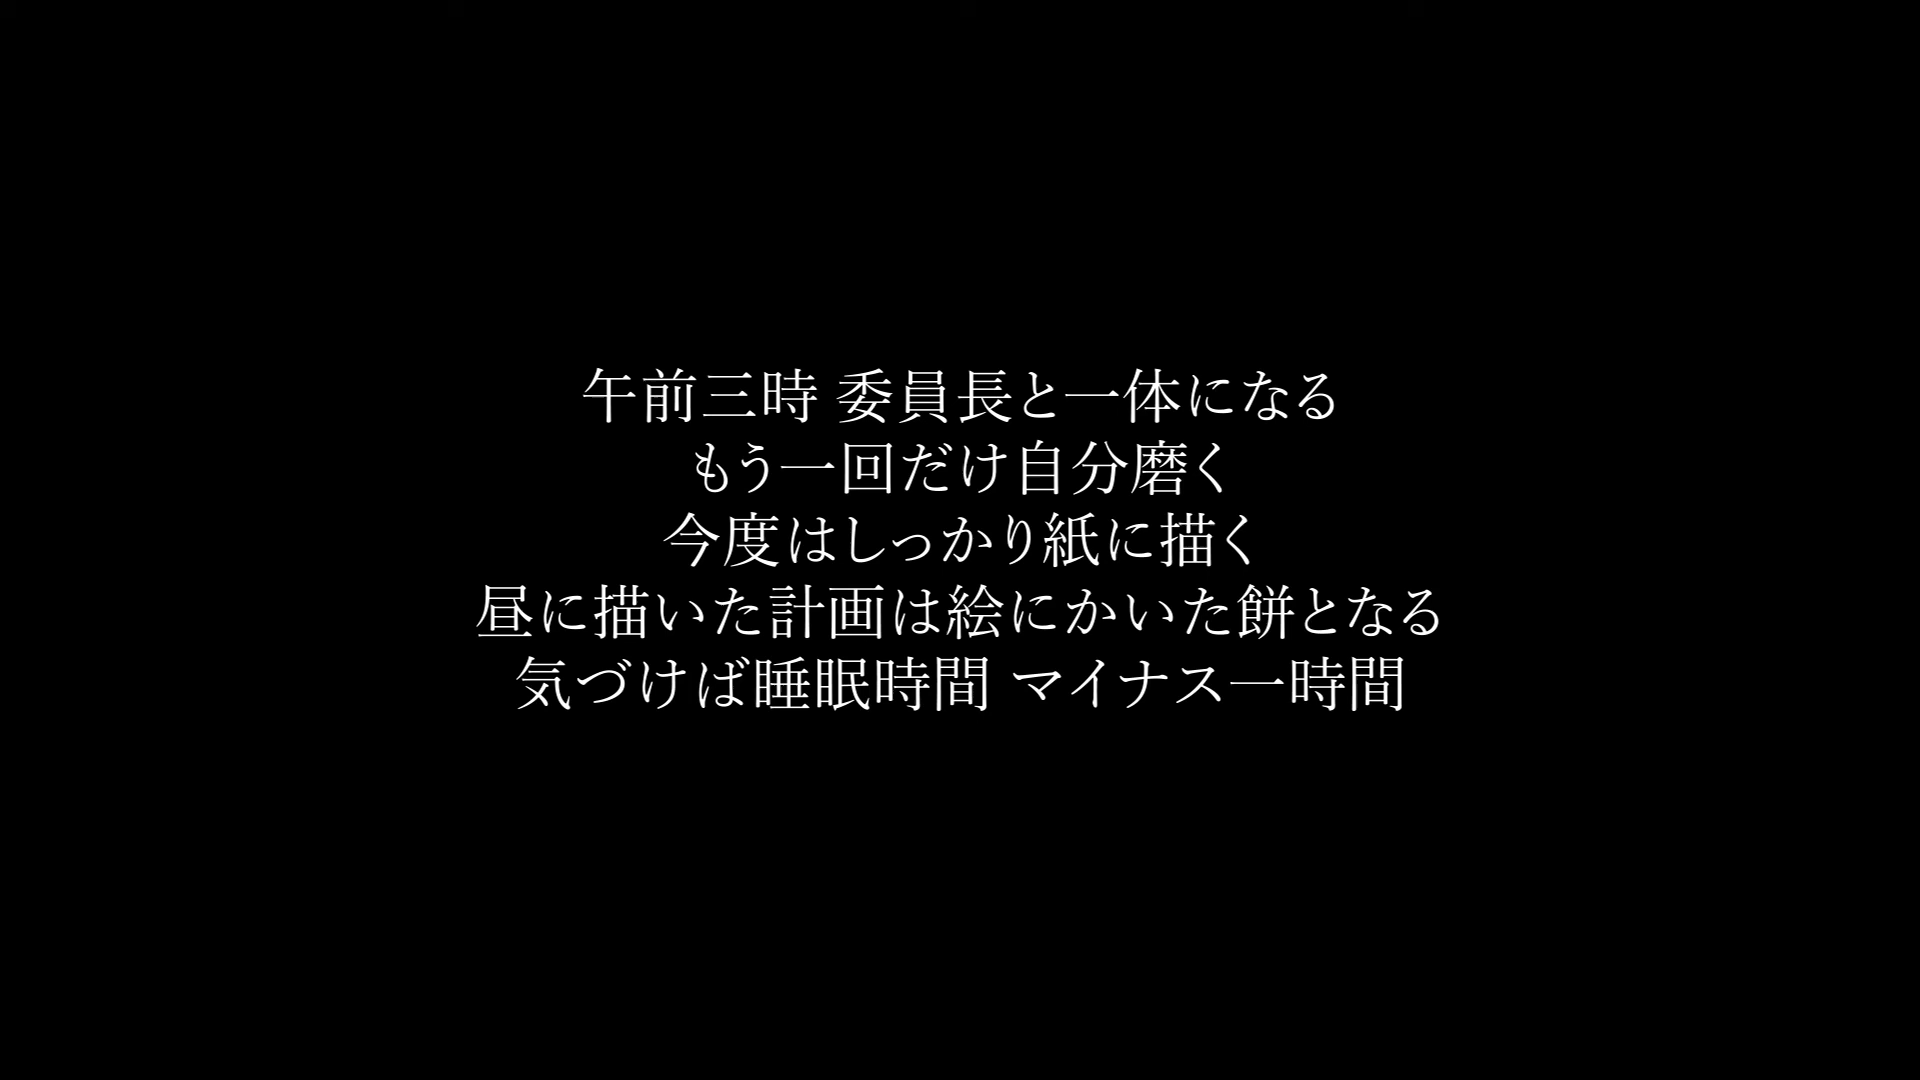 午前三時 委員長と一体になる
もう一回だけ自分磨く
今度はしっかり紙に描く
昼に描いた計画は絵にかいた餅となる
気づけば睡眠時間 マイナス一時間